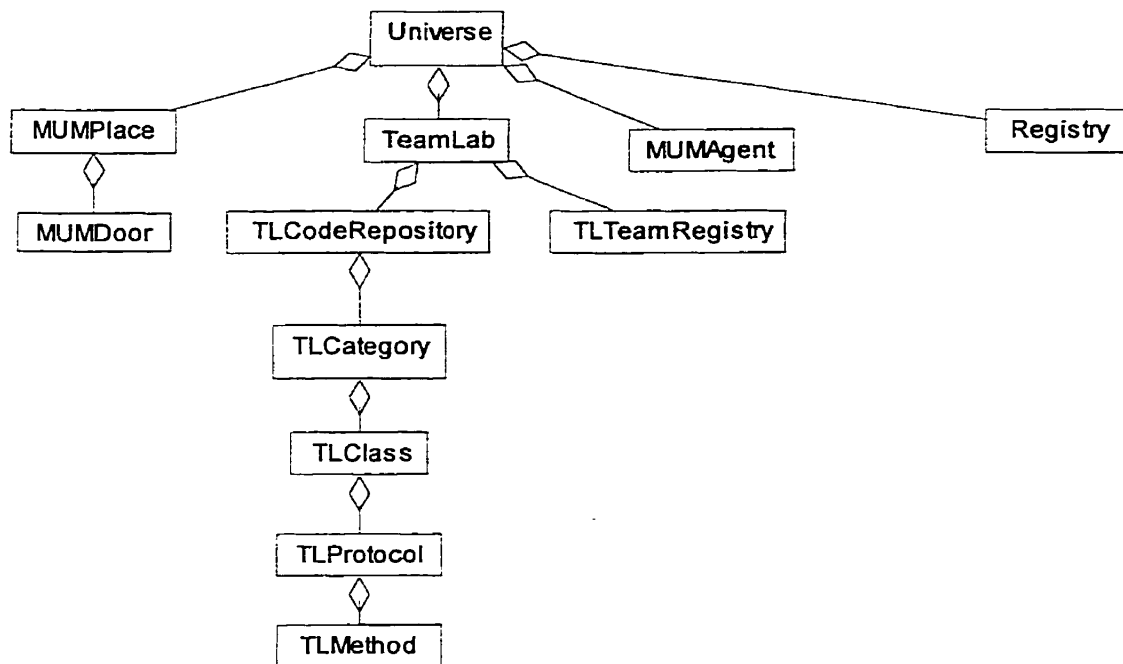 Universe
MUMPlace
TeamLab
MUMAgent
Registry
MUMDoor
TLCodeRepository
TLTeamRegistry
TLCategory
TLClass
TLProtocol
TLMethod